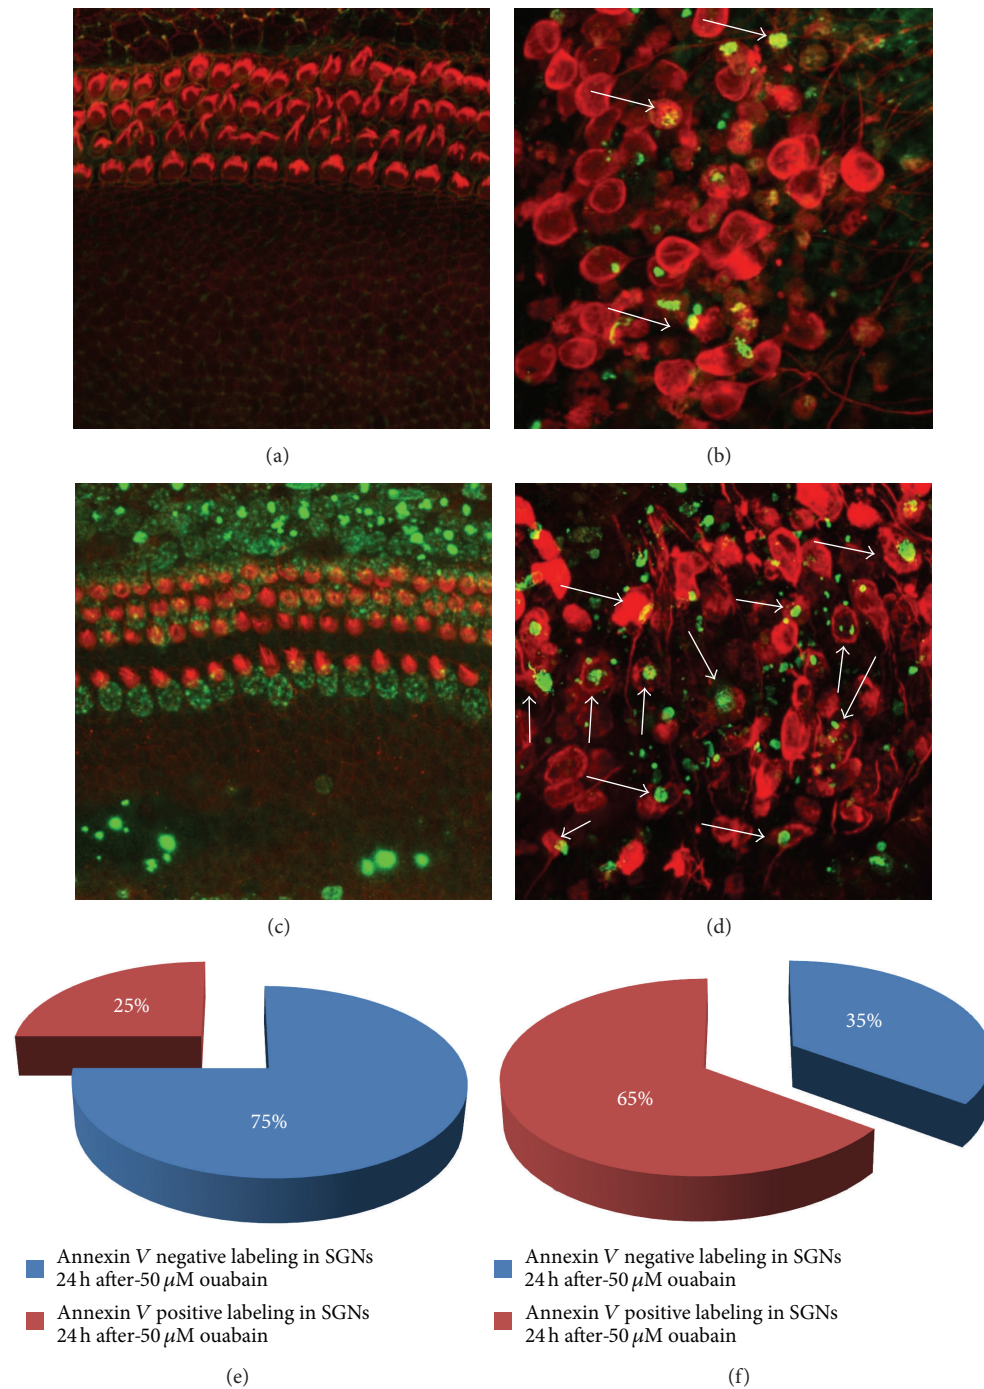 (a)
(b)
(c)
(d)
25%
75%
65%
35%
Annexin V negative labeling in SGNs
24 h after-50 μM ouabain
Annexin V positive labeling in SGNs
24 h after-50 μM ouabain
Annexin V negative labeling in SGNs
24 h after-50 μM ouabain
Annexin V positive labeling in SGNs
24 h after-50 μM ouabain
(e)
(f)